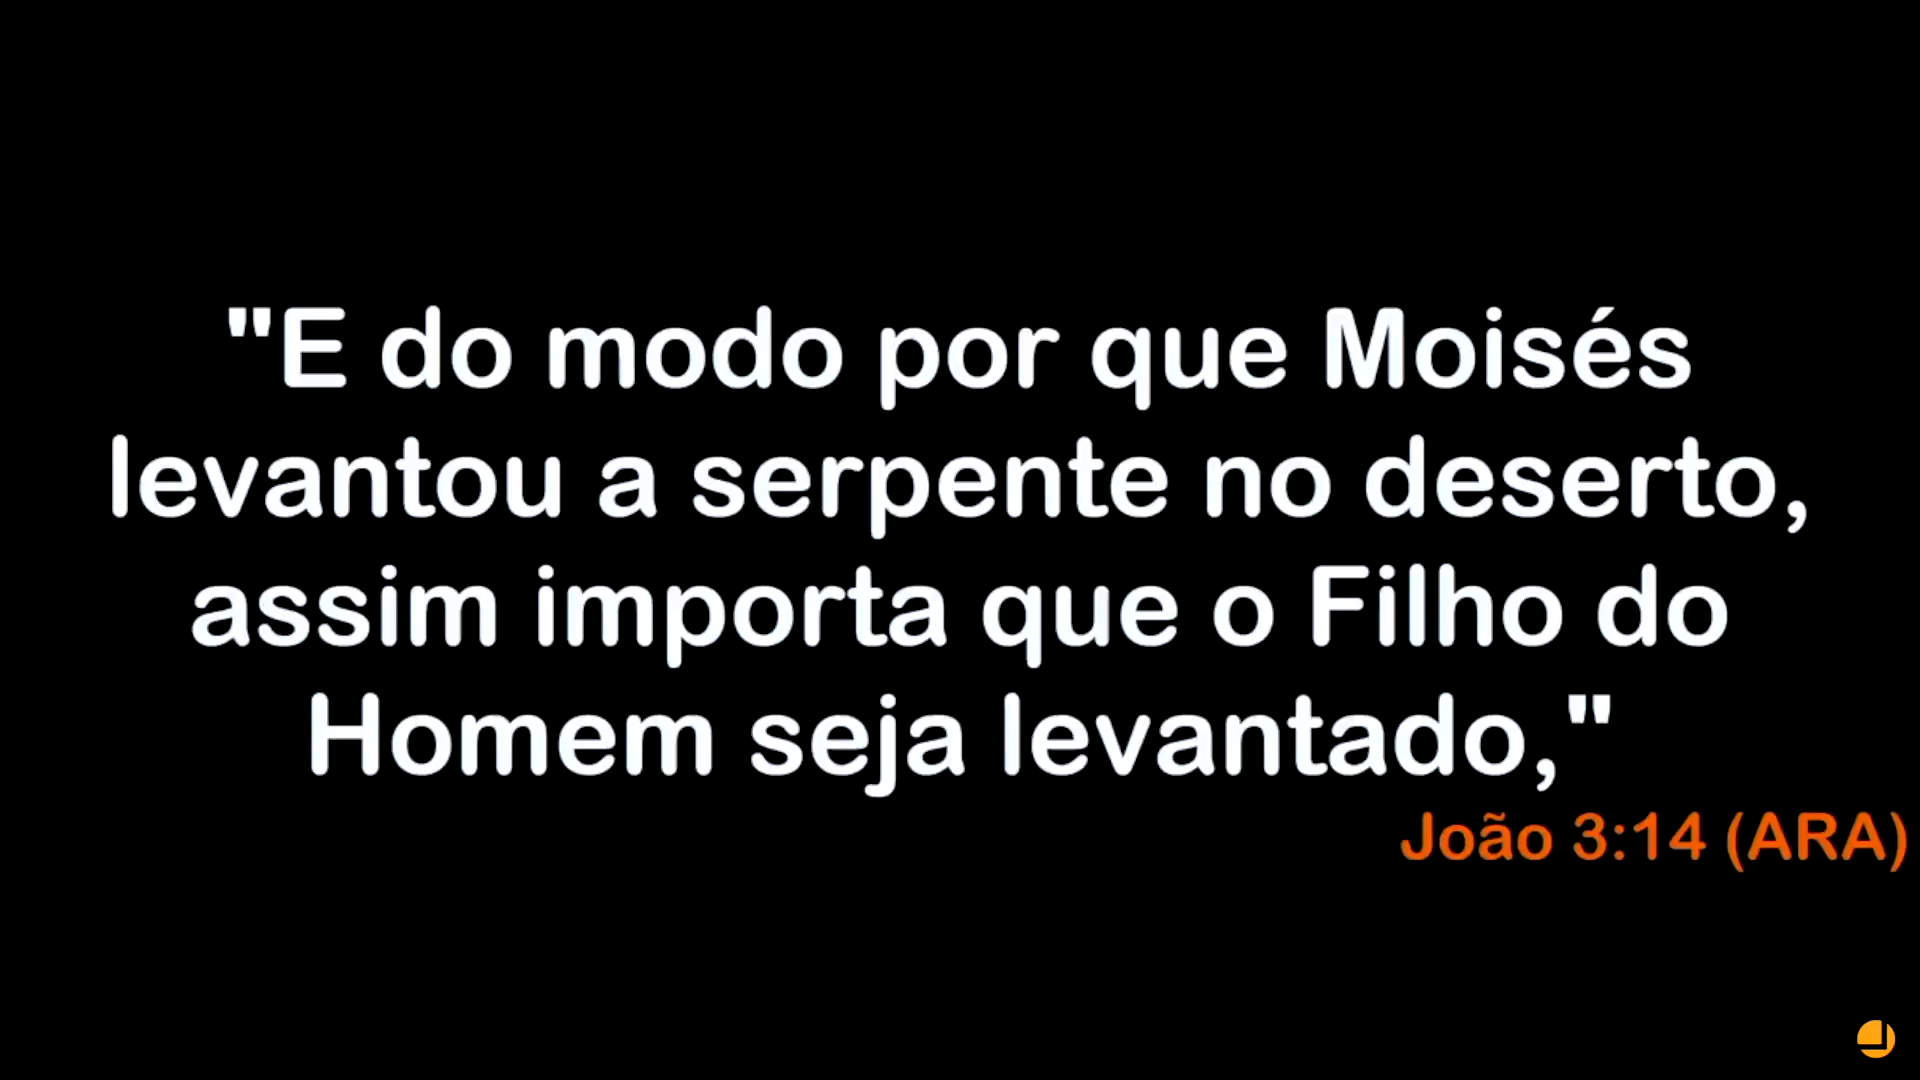 "E do modo por que Moisés
levantou a serpente no deserto,
assim importa que o Filho do
Homem seja levantado,"
João 3:14 (ARA)